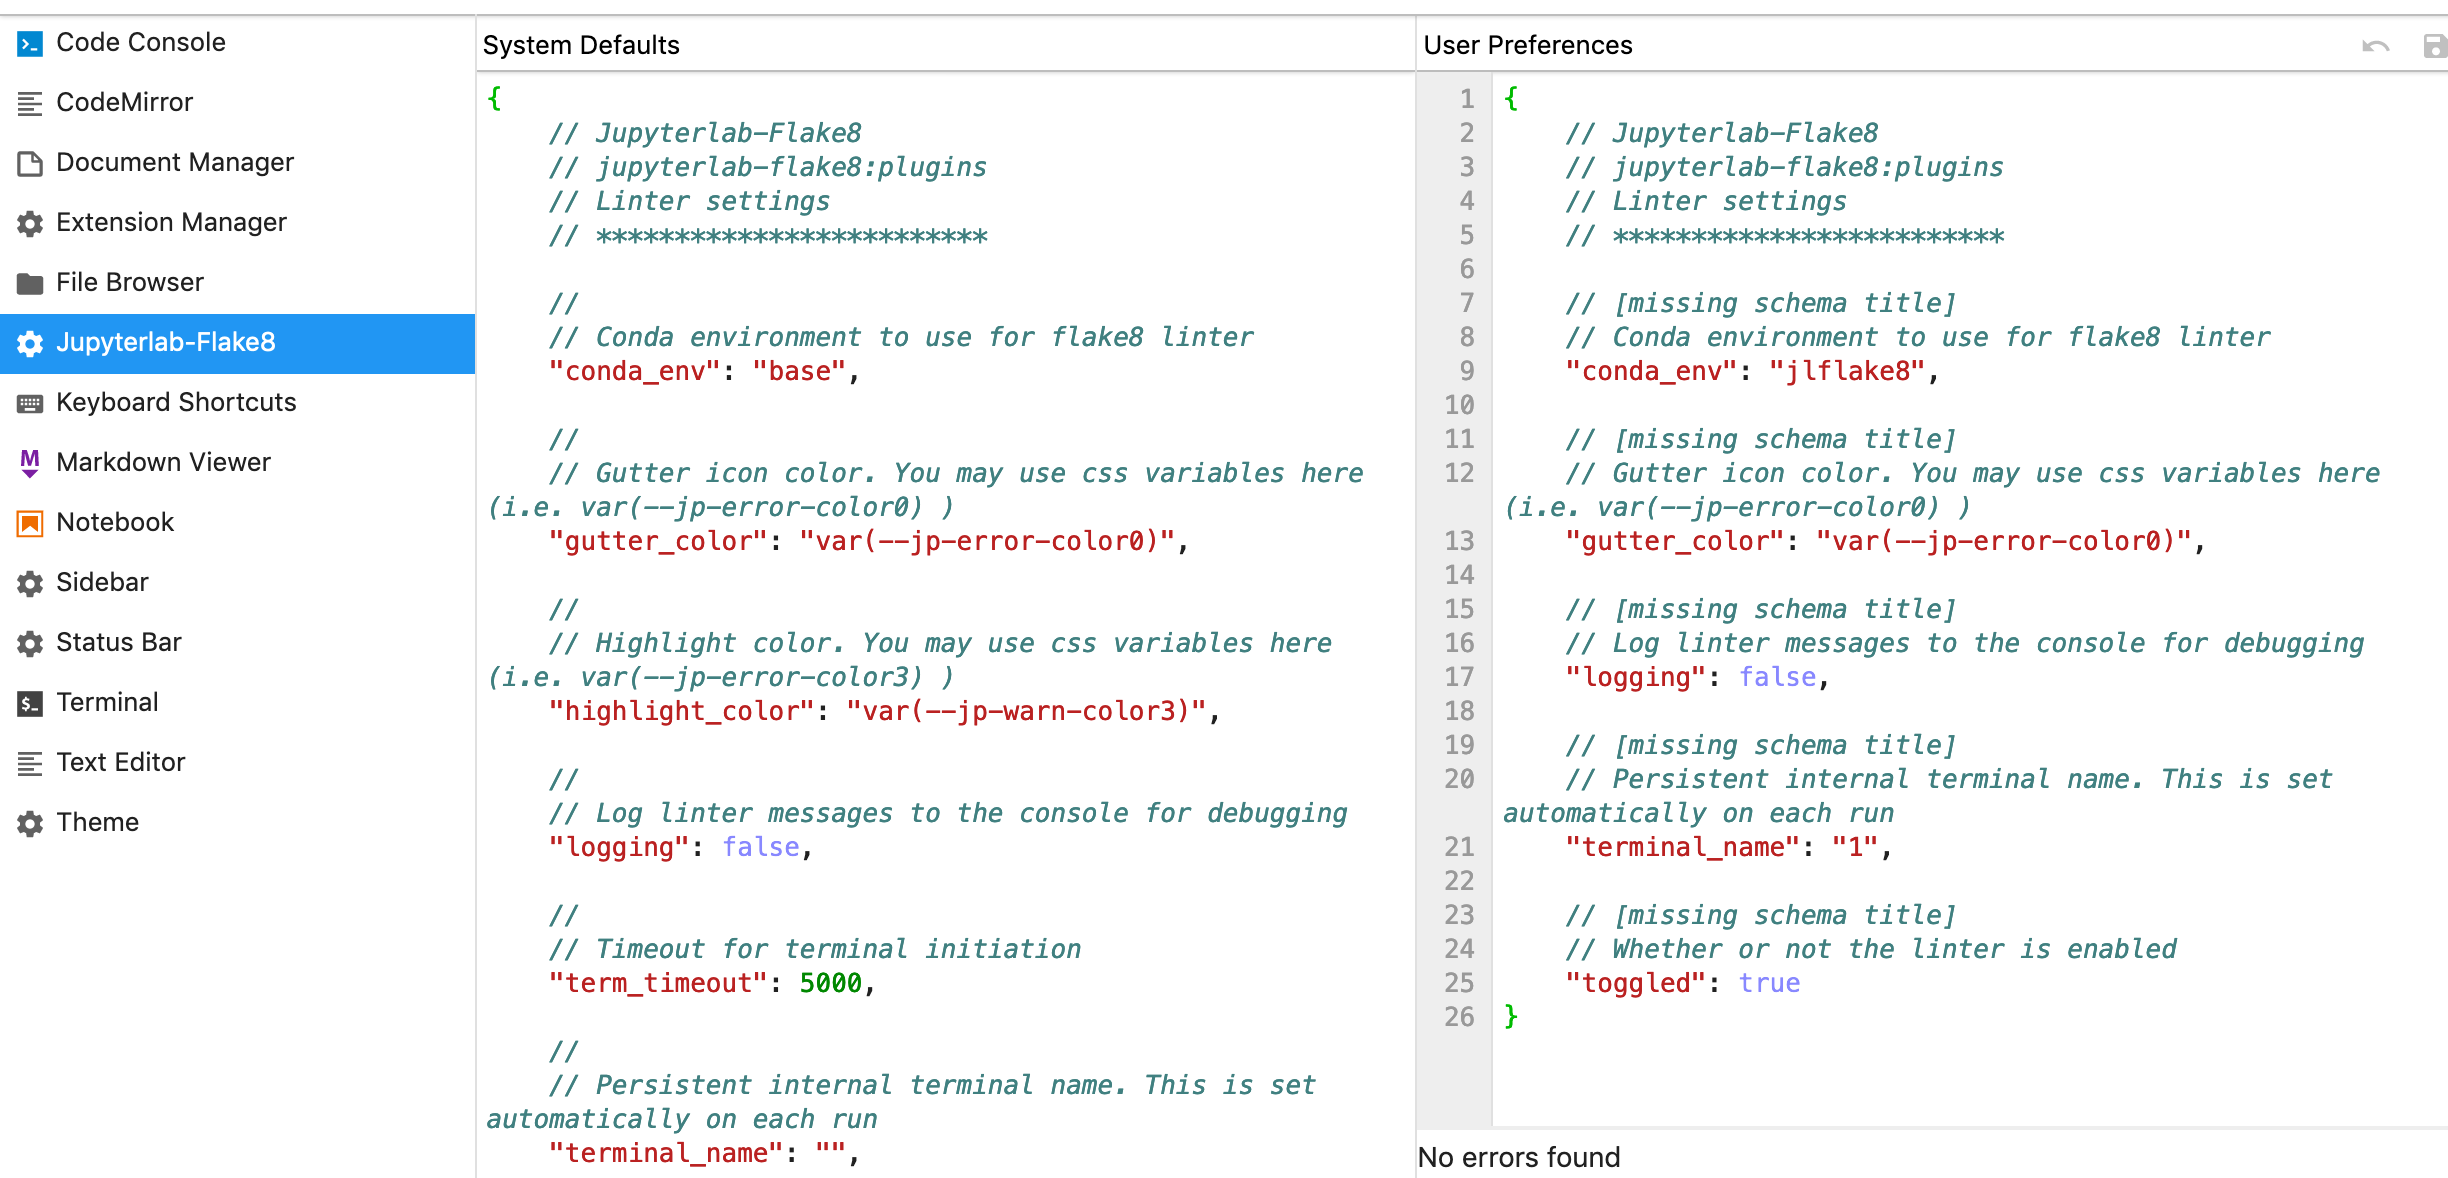 Code Console
CodeMirror
Document Manager
Extension Manager
File Browser
Jupyterlab-Flake8
Keyboard Shortcuts
Markdown Viewer
Notebook
Sidebar
Status Bar
Terminal
Text Editor
Theme
System Defaults
{
    // Jupyterlab-Flake8
    // jupyterlab-flake8:plugins
    // Linter settings
    // *************************
    //
    // Conda environment to use for flake8 linter
    "conda_env": "base",
    //
    // Gutter icon color. You may use css variables here
(i.e. var(--jp-error-color0) )
    "gutter_color": "var(--jp-error-color0)",
    //
    // Highlight color. You may use css variables here
(i.e. var(--jp-error-color3) )
    "highlight_color": "var(--jp-warn-color3)",
    //
    // Log linter messages to the console for debugging
    "logging": false,
    //
    // Timeout for terminal initiation
    "term_timeout": 5000,
    //
    // Persistent internal terminal name. This is set
automatically on each run
    "terminal_name": "",
User Preferences
1 {
2     // Jupyterlab-Flake8
3     // jupyterlab-flake8:plugins
4     // Linter settings
5     // *************************
6
7     // [missing schema title]
8     // Conda environment to use for flake8 linter
9     "conda_env": "jlflake8",
10
11     // [missing schema title]
12     // Gutter icon color. You may use css variables here
(i.e. var(--jp-error-color0) )
13     "gutter_color": "var(--jp-error-color0)",
14
15     // [missing schema title]
16     // Log linter messages to the console for debugging
17     "logging": false,
18
19     // [missing schema title]
20     // Persistent internal terminal name. This is set
automatically on each run
21     "terminal_name": "1",
22
23     // [missing schema title]
24     // Whether or not the linter is enabled
25     "toggled": true
26 }
No errors found